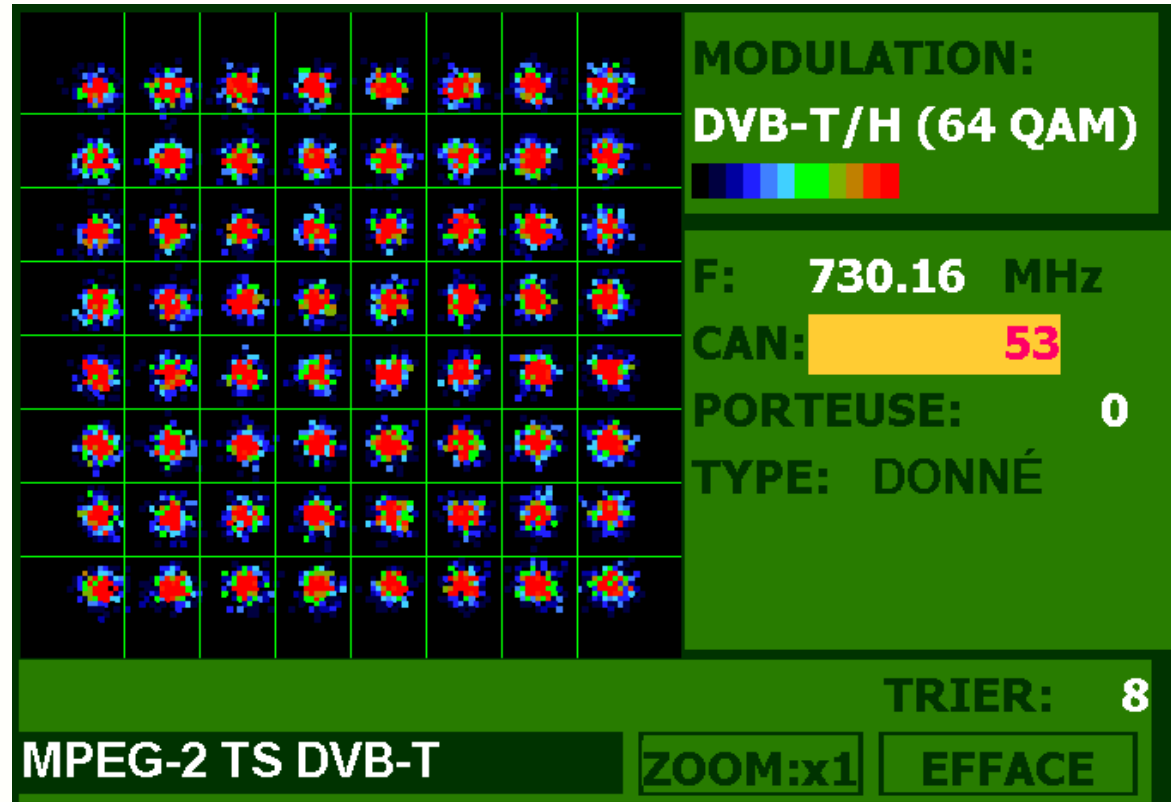 MODULATION:
DVB-T/H (64 QAM)
F: 730.16 MHz
CAN: 53
PORTEUSE: 0
TYPE: DONNÉ
TRIER: 8
MPEG-2 TS DVB-T
ZOOM:x1
EFFACE